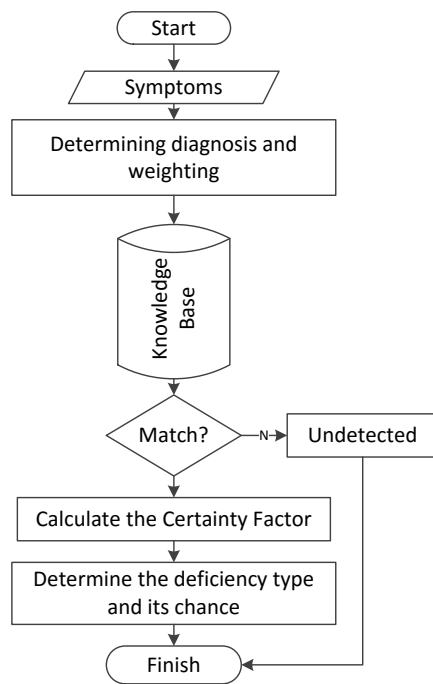 Start
Symptoms
Determining diagnosis and
weighting
Knowledge
Base
Match?
N
Undetected
Calculate the Certainty Factor
Determine the deficiency type
and its chance
Finish